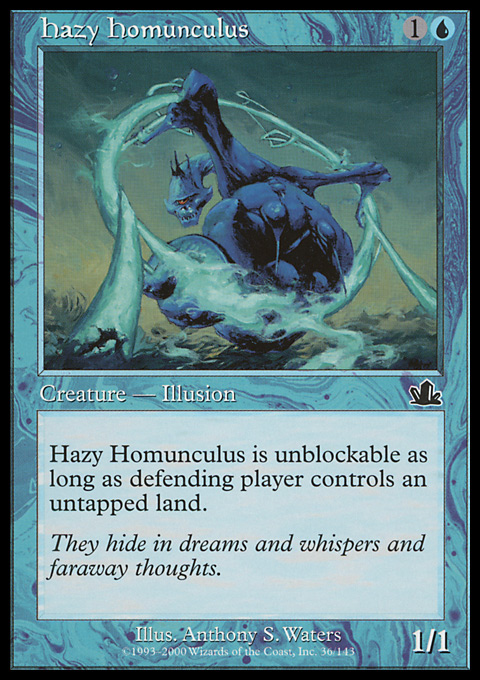 Hazy Homunculus
1
Creature — Illusion
Hazy Homunculus is unblockable as
long as defending player controls an
untapped land.
They hide in dreams and whispers and
faraway thoughts.
Illus. Anthony S. Waters
1/1
©1993–2000 Wizards of the Coast, Inc. 36/143